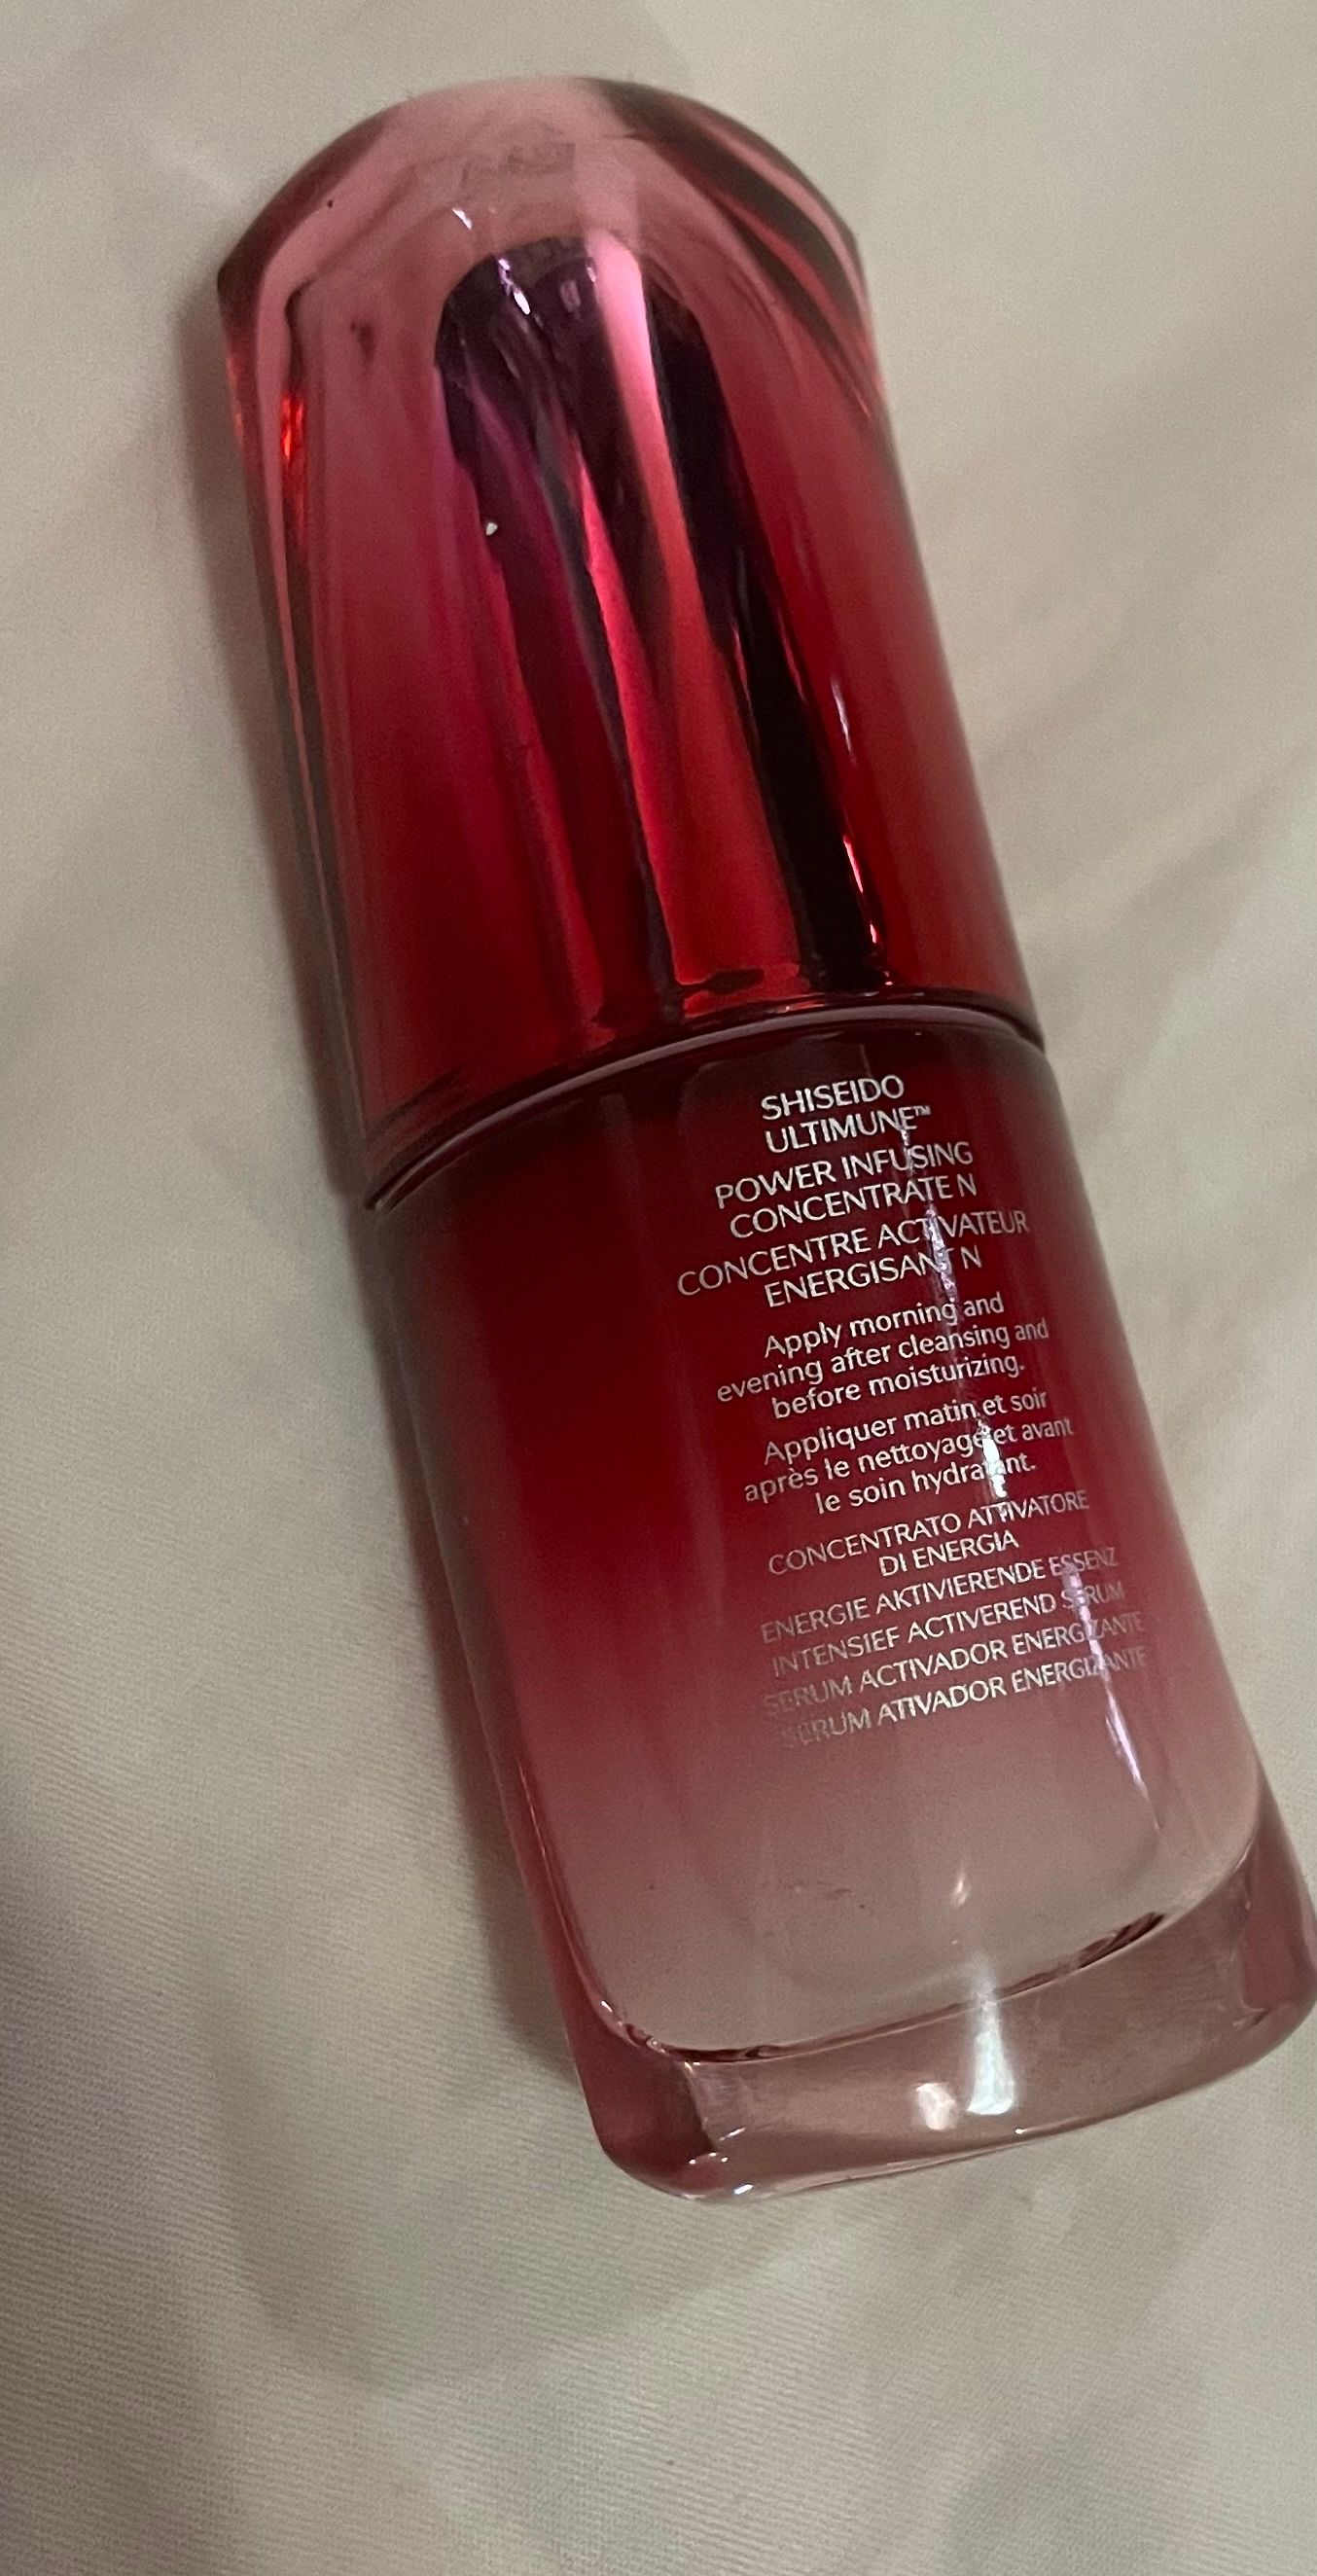 SHISEIDO
ULTIMUNE™
POWER INFUSING
CONCENTRATE N
CONCENTRE ACTIVATEUR
ENERGISANT N
Apply morning and
evening after cleansing and
before moisturizing.
Appliquer matin et soir
après le nettoyage et avant
le soin hydratant.
CONCENTRATO ATTIVATORE
DI ENERGIA
ENERGIE AKTIVIERENDE ESSENZ
INTENSIEF ACTIVEREND SERUM
SERUM ACTIVADOR ENERGIZANTE
SERUM ATIVADOR ENERGIZANTE